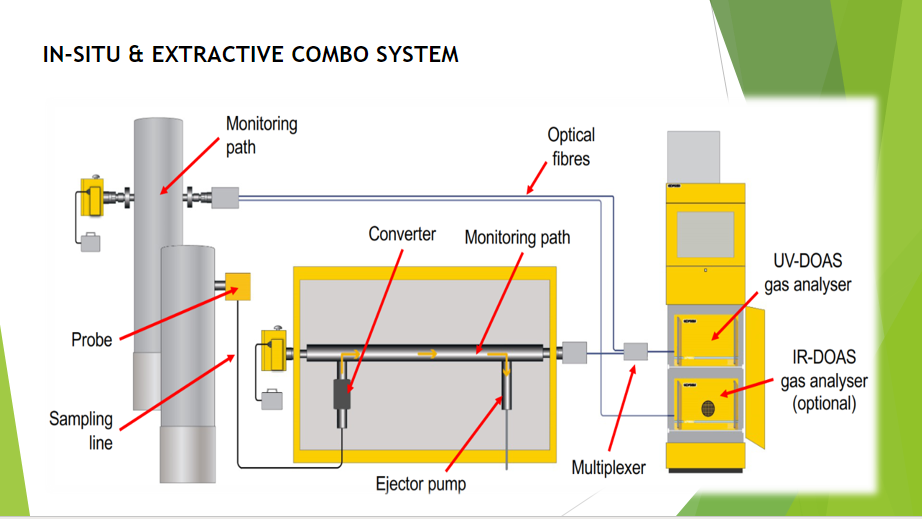 IN-SITU & EXTRACTIVE COMBO SYSTEM
Monitoring
path
Optical
fibres
Converter
Monitoring path
UV-DOAS
gas analyser
Probe
IR-DOAS
gas analyser
(optional)
Sampling
line
Multiplexer
Ejector pump